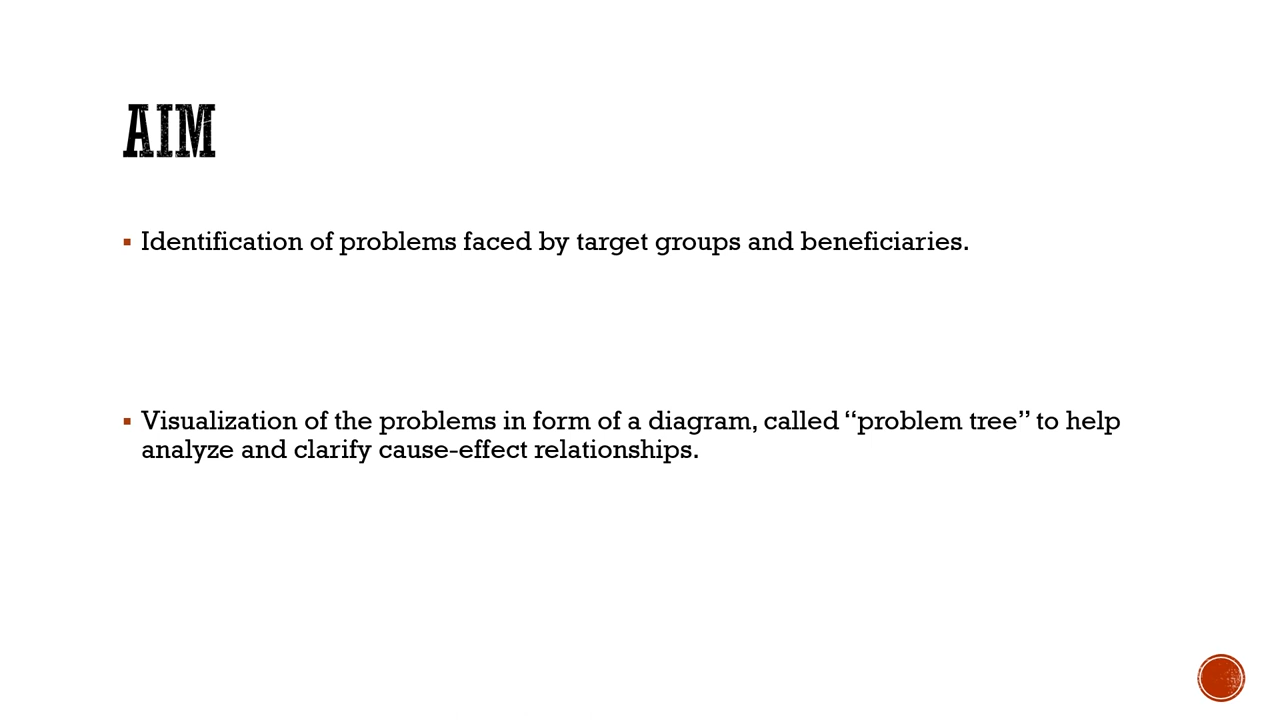 AIM
▪ Identification of problems faced by target groups and beneficiaries.
▪ Visualization of the problems in form of a diagram, called “problem tree” to help
analyze and clarify cause-effect relationships.